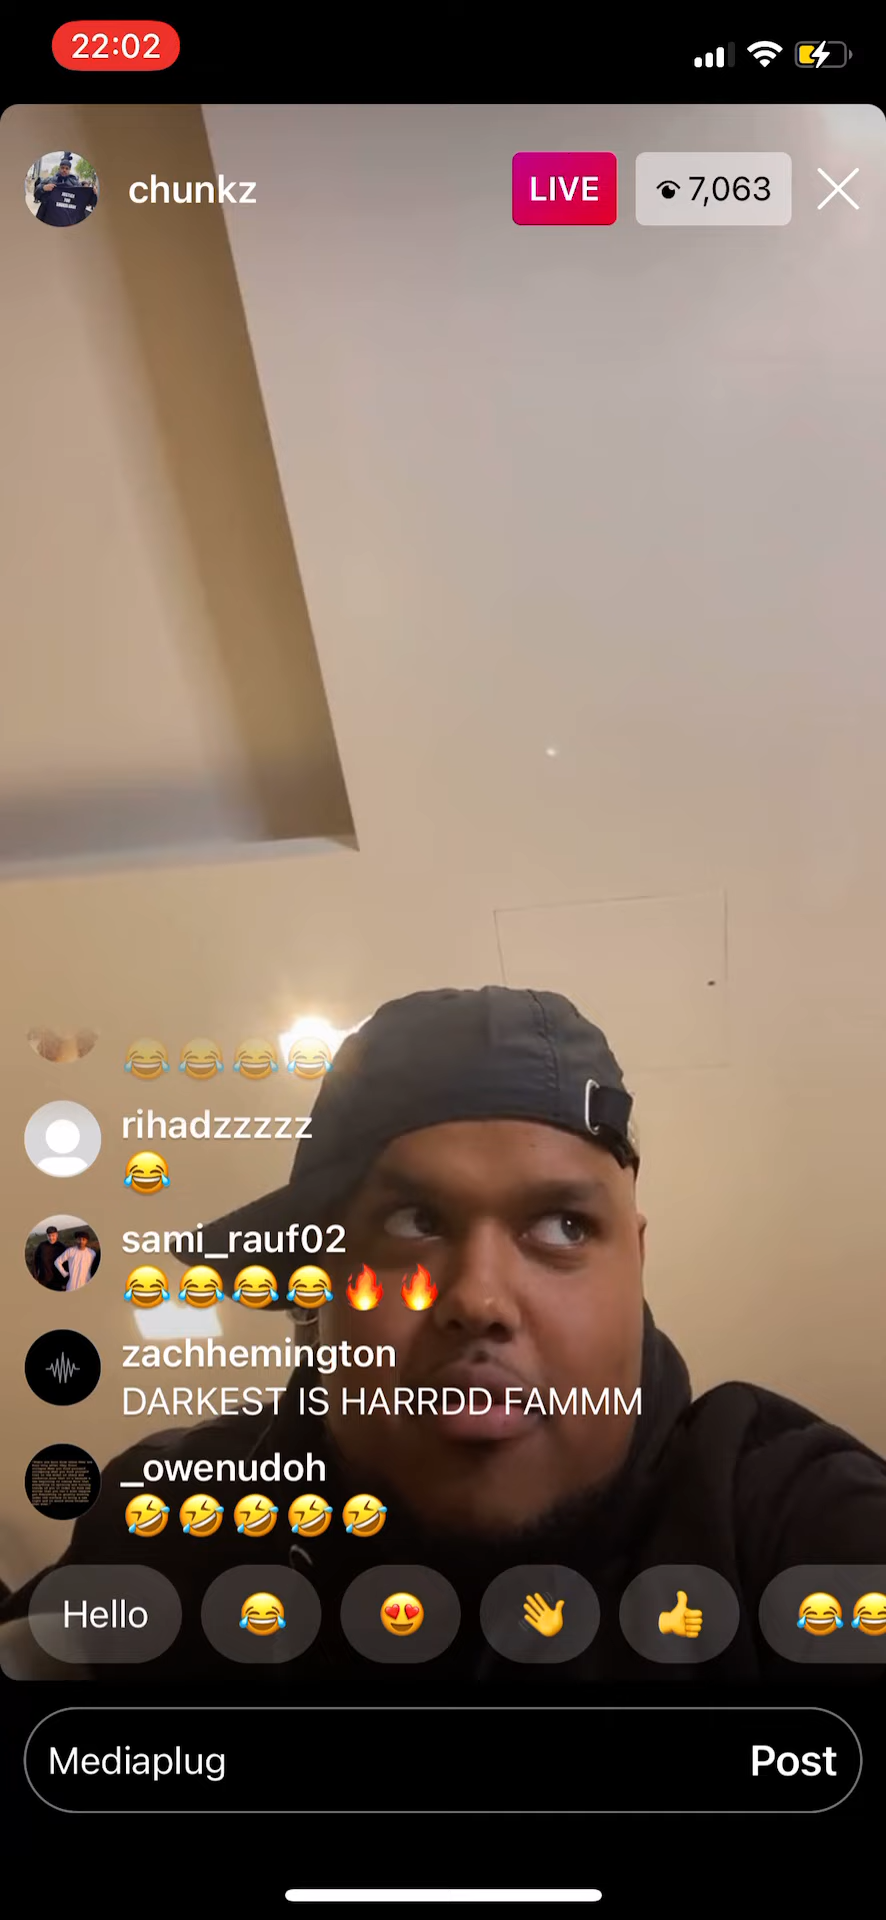 22:02
chunkz
LIVE
7,063
😂😂😂😂
rihadzzzzz
😂
sami_rauf02
😂😂😂😂🔥🔥
zachhemington
DARKEST IS HARRDD FAMMM
_owenudoh
🤣🤣🤣🤣🤣
Hello 😂 😍 👋 👍 😂😂
Mediaplug
Post